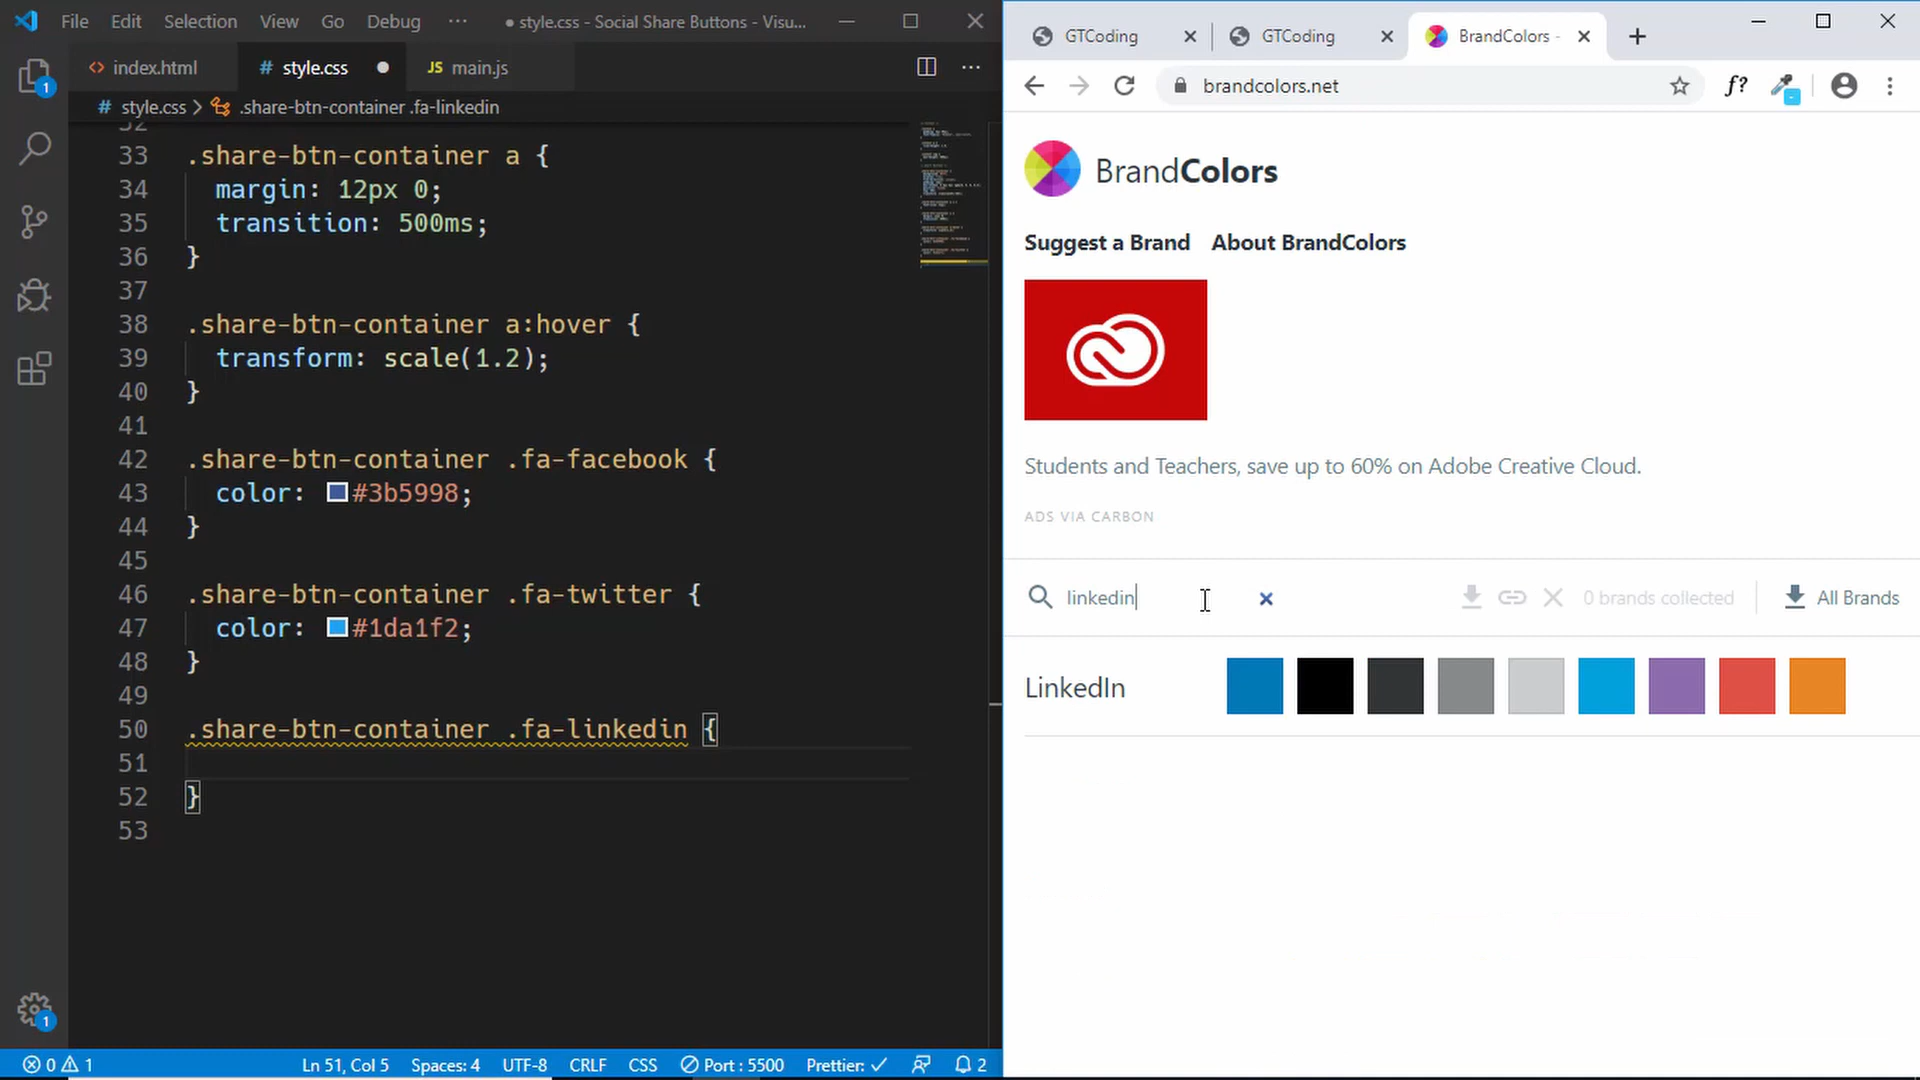 File Edit Selection View Go Debug ··· ● style.css - Social Share Buttons - Visu...
index.html
# style.css ●
JS main.js
···
# style.css > .share-btn-container .fa-linkedin
32
33 .share-btn-container a {
34 margin: 12px 0;
35 transition: 500ms;
36 }
37
38 .share-btn-container a:hover {
39 transform: scale(1.2);
40 }
41
42 .share-btn-container .fa-facebook {
43 color: #3b5998;
44 }
45
46 .share-btn-container .fa-twitter {
47 color: #1da1f2;
48 }
49
50 .share-btn-container .fa-linkedin {
51
52 }
53
1
1
0 1 Ln 51, Col 5 Spaces: 4 UTF-8 CRLF CSS Port : 5500 Prettier: ✓ 2
GTCoding
GTCoding
BrandColors -
brandcolors.net
f?
BrandColors
Suggest a Brand About BrandColors
Students and Teachers, save up to 60% on Adobe Creative Cloud.
ADS VIA CARBON
linkedin
0 brands collected
All Brands
LinkedIn